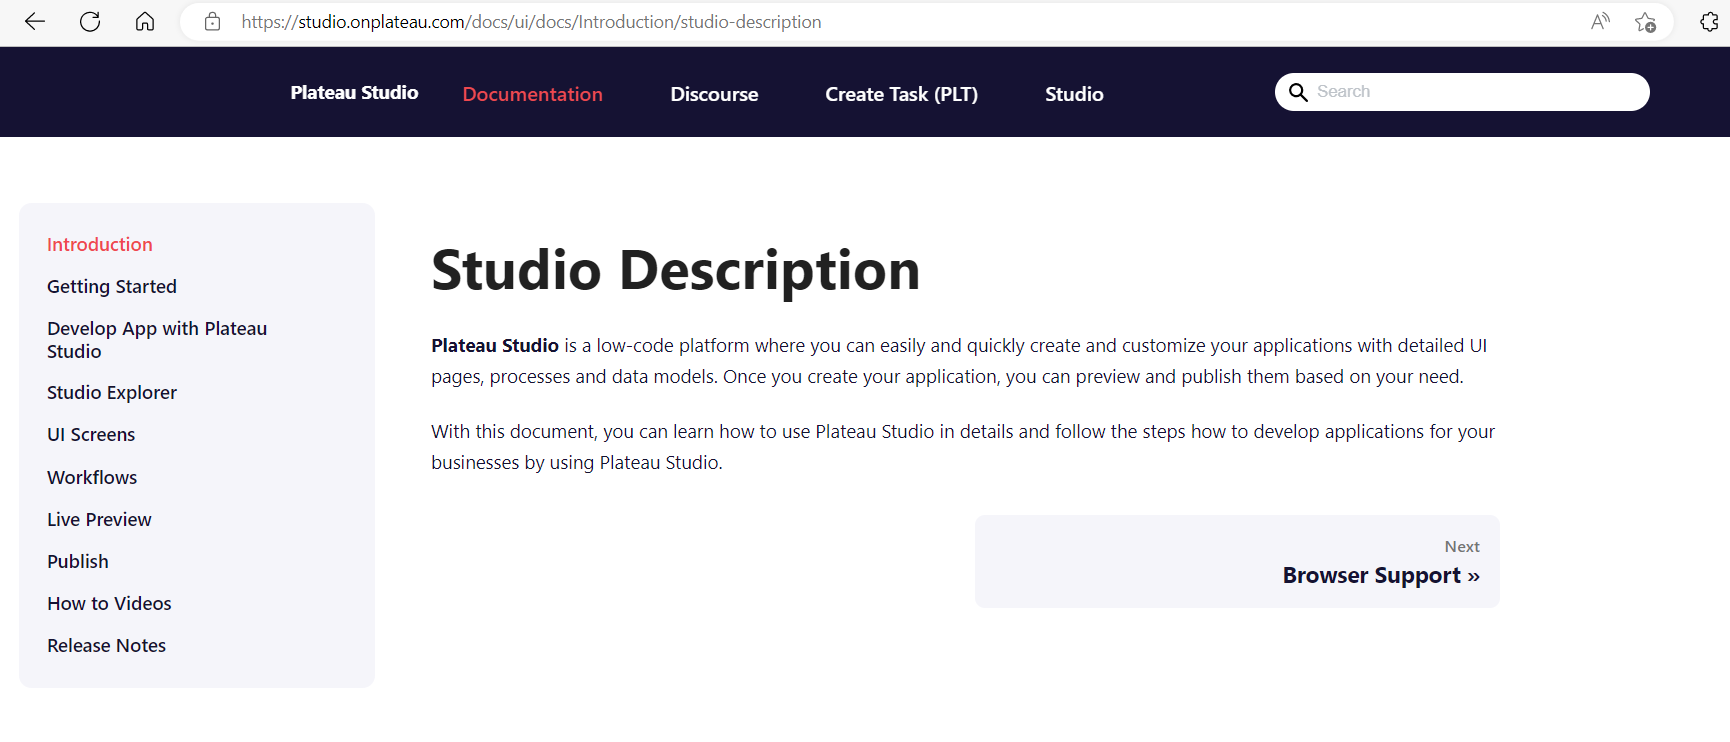 https://studio.onplateau.com/docs/ui/docs/Introduction/studio-description
Plateau Studio
Documentation
Discourse
Create Task (PLT)
Studio
Search
Introduction
Getting Started
Develop App with Plateau
Studio
Studio Explorer
UI Screens
Workflows
Live Preview
Publish
How to Videos
Release Notes
Studio Description
Plateau Studio is a low-code platform where you can easily and quickly create and customize your applications with detailed UI
pages, processes and data models. Once you create your application, you can preview and publish them based on your need.
With this document, you can learn how to use Plateau Studio in details and follow the steps how to develop applications for your
businesses by using Plateau Studio.
Next
Browser Support »